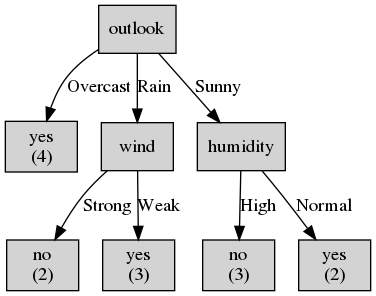 outlook
Overcast
Rain
Sunny
yes
(4)
wind
humidity
Strong
Weak
High
Normal
no
(2)
yes
(3)
no
(3)
yes
(2)